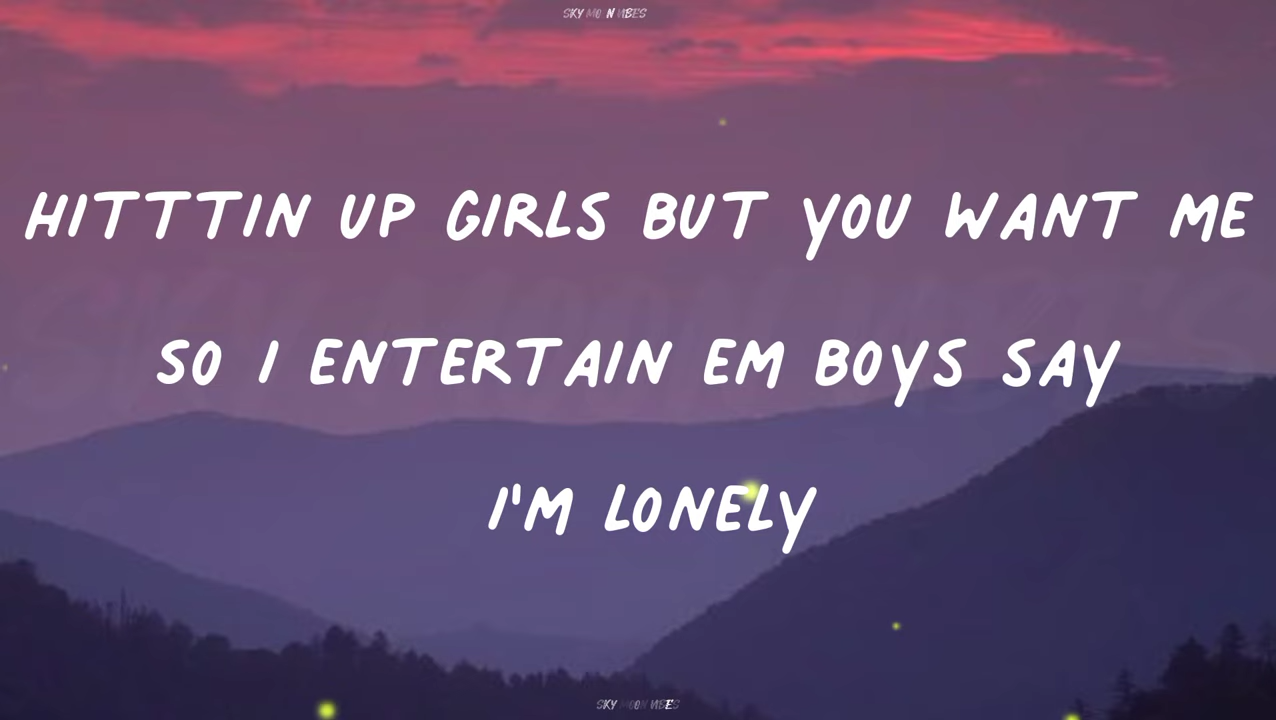 SKY MOON VIBES
HITTTIN UP GIRLS BUT YOU WANT ME
SO I ENTERTAIN EM BOYS SAY
I'M LONELY
SKY MOON VIBES